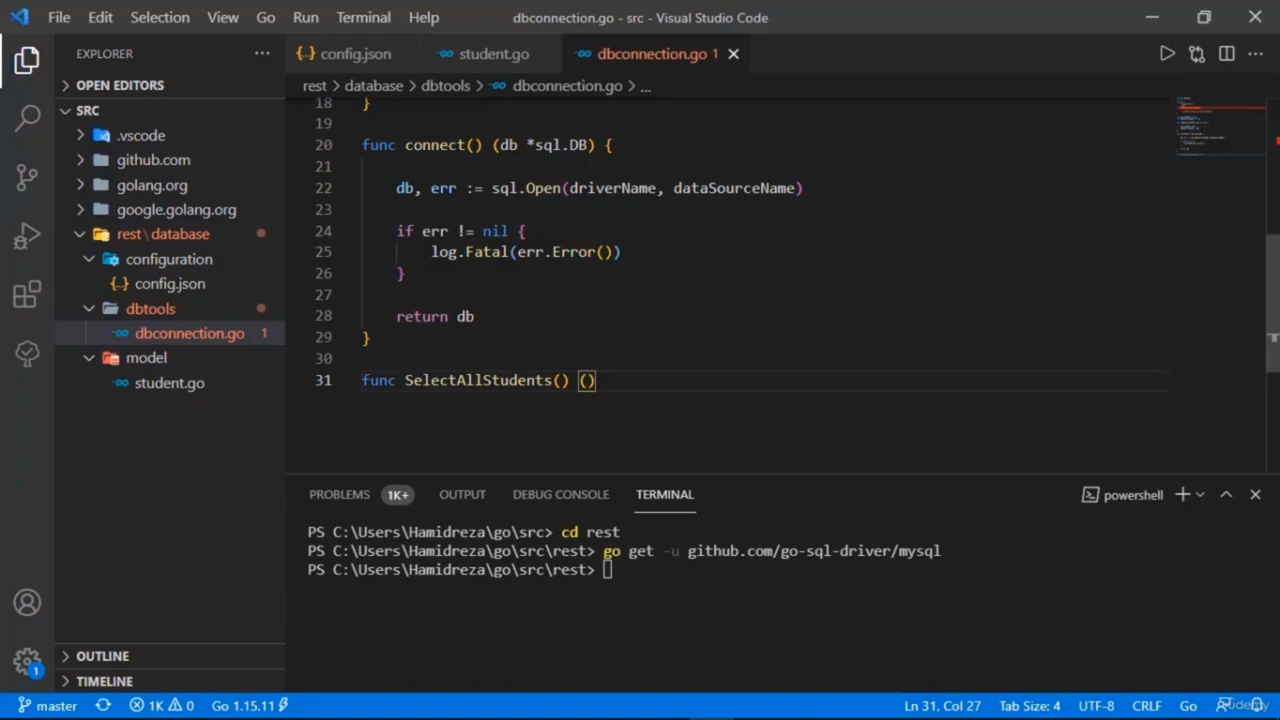 File Edit Selection View Go Run Terminal Help dbconnection.go - src - Visual Studio Code
EXPLORER ··· {..} config.json student.go dbconnection.go 1
OPEN EDITORS
rest > database > dbtools > dbconnection.go > ...
SRC
.vscode
github.com
golang.org
google.golang.org
rest\database
configuration
{..} config.json
dbtools
dbconnection.go 1
model
student.go
OUTLINE
TIMELINE
18 }
19
20 func connect() (db *sql.DB) {
21
22 db, err := sql.Open(driverName, dataSourceName)
23
24 if err != nil {
25 log.Fatal(err.Error())
26 }
27
28 return db
29 }
30
31 func SelectAllStudents() ()
PROBLEMS 1K+ OUTPUT DEBUG CONSOLE TERMINAL powershell
PS C:\Users\Hamidreza\go\src> cd rest
PS C:\Users\Hamidreza\go\src\rest> go get -u github.com/go-sql-driver/mysql
PS C:\Users\Hamidreza\go\src\rest>
1
master 1K 0 Go 1.15.11 Ln 31, Col 27 Tab Size: 4 UTF-8 CRLF Go
Udemy